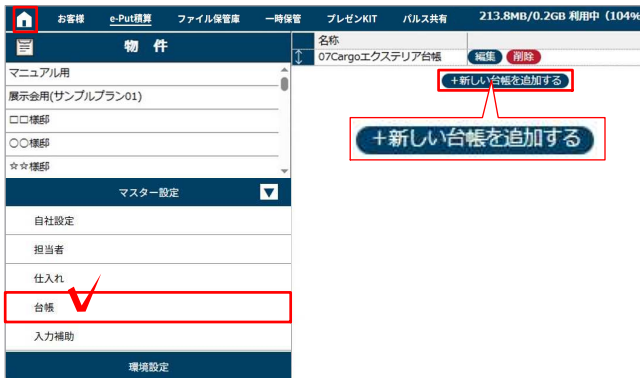 お客様 e-Put積算 ファイル保管庫 一時保管 プレゼンKIT パルス共有 213.8MB/0.2GB 利用中（104%
物 件
マニュアル用
展示会用(サンプルプラン01)
□□様邸
○○様邸
☆☆様邸
マスター設定
自社設定
担当者
仕入れ
台帳
入力補助
環境設定
名称
07Cargoエクステリア台帳 編集 削除
+新しい台帳を追加する
+新しい台帳を追加する